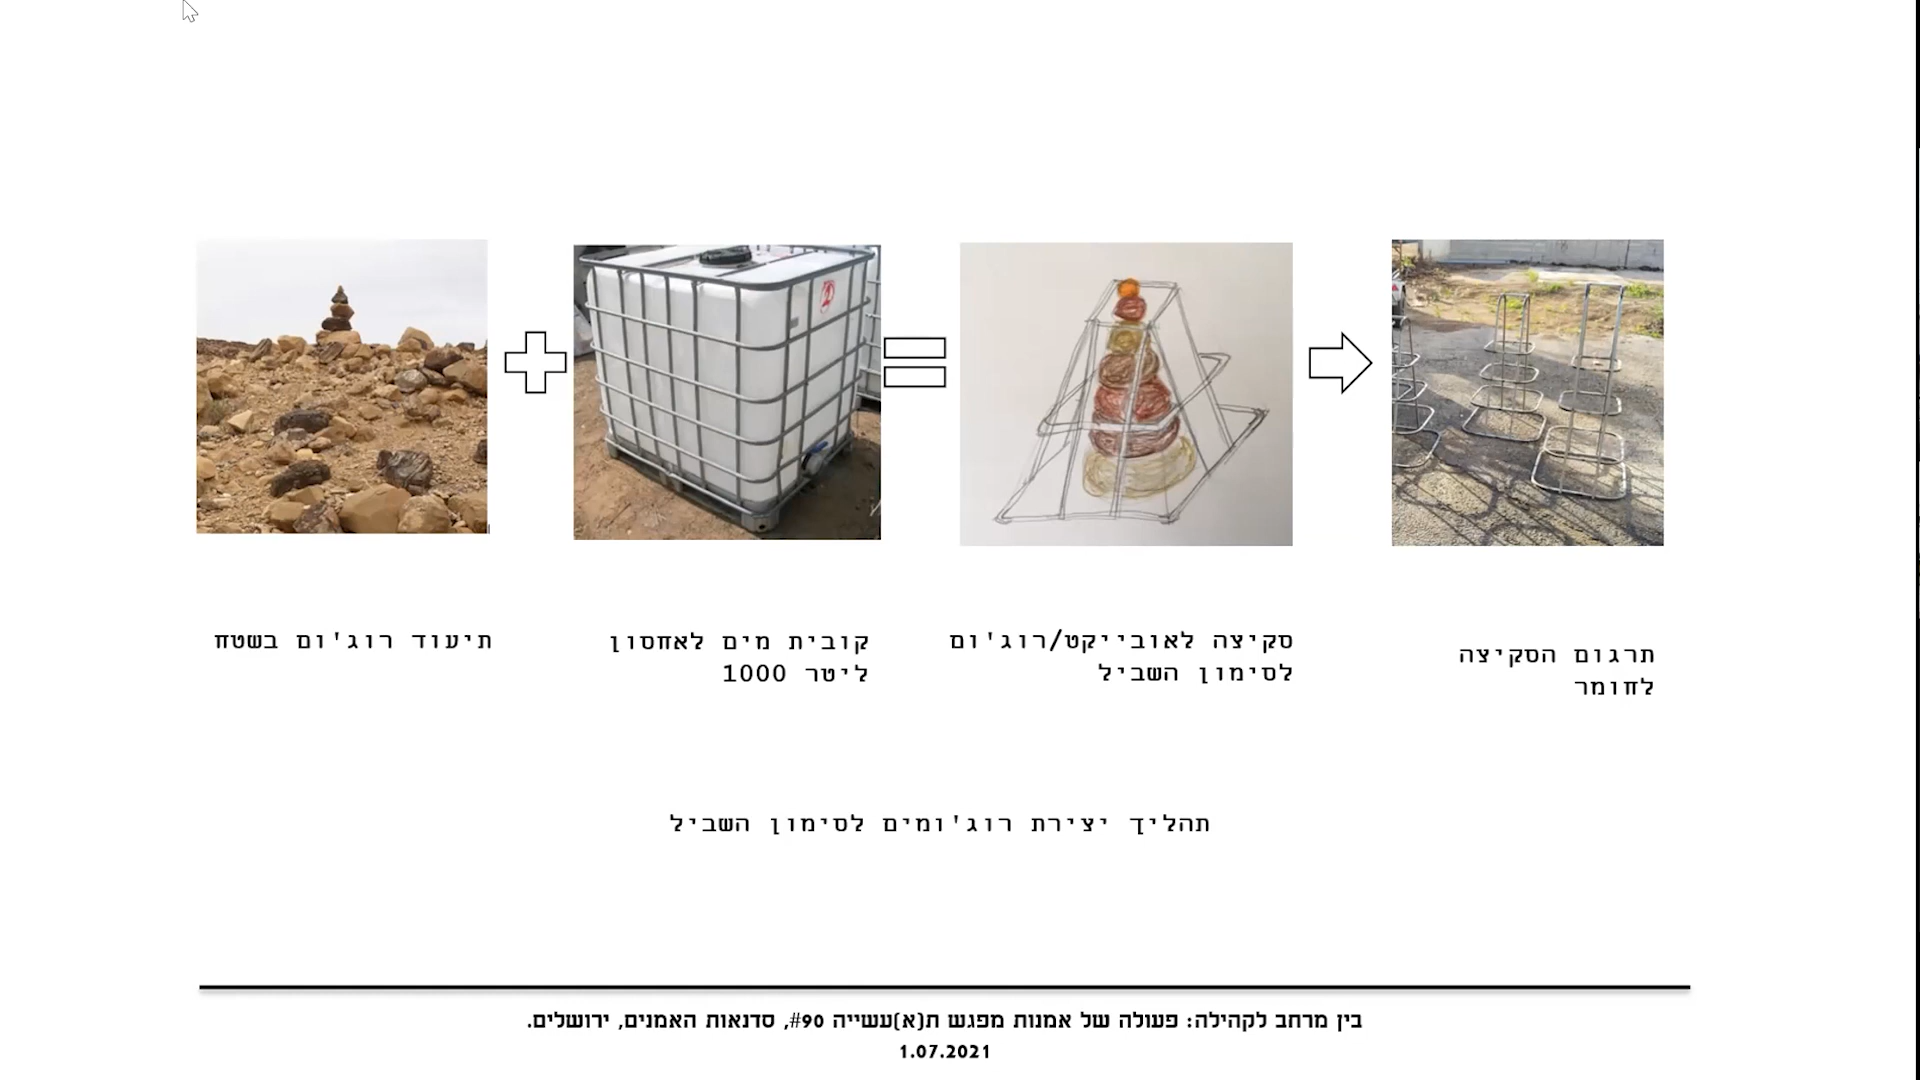 תיעוד רוג'ום בשטח
קובית מים לאחסון
1000 ליטר
סקיצה לאובייקט/רוג'ום
לסימון השביל
תרגום הסקיצה
לחומר
תהליך יצירת רוג'ומים לסימון השביל
בין מרחב לקהילה: פעולה של אמנות מפגש ת(א)עשייה 90#, סדנאות האמנים, ירושלים.
1.07.2021